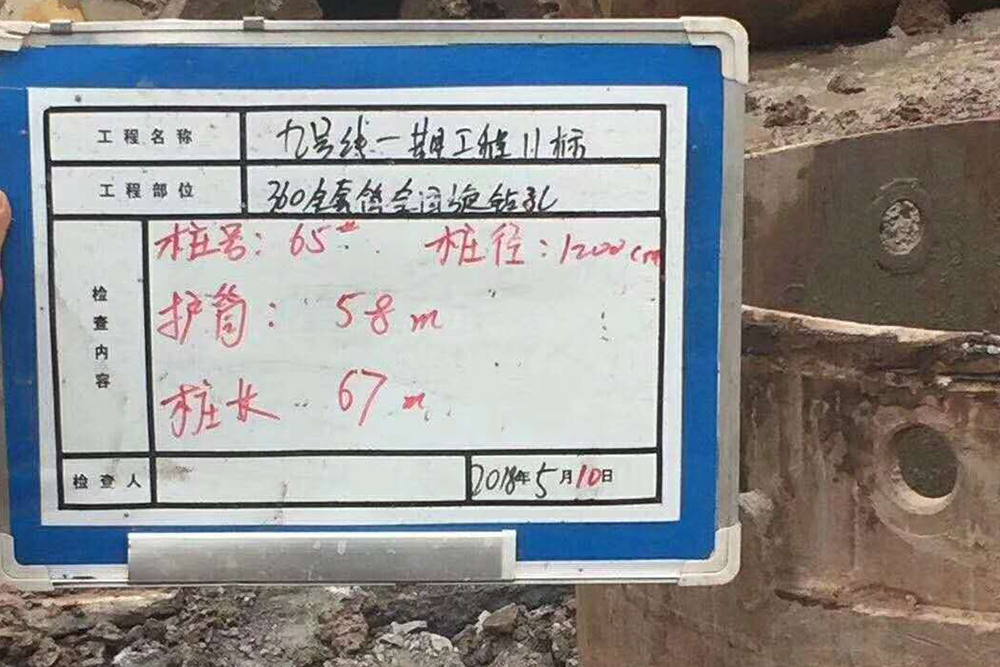 工程名称 九号线一期工程11标
工程部位 360全套管全回旋钻孔
检查内容
桩号：65# 桩径：1200cm
护筒：58m
桩长 67m
检查人 2018年5月10日